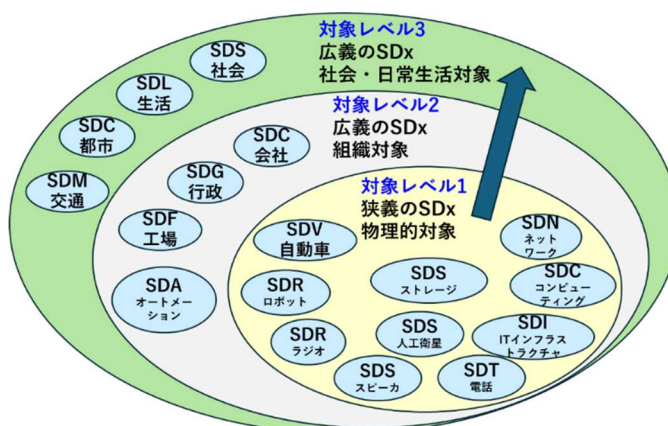 対象レベル3
広義のSDx
社会・日常生活対象
SDS
社会
SDL
生活
SDC
都市
SDM
交通
対象レベル2
広義のSDx
組織対象
SDC
会社
SDG
行政
SDF
工場
SDA
オートメー
ション
対象レベル1
狭義のSDx
物理的対象
SDV
自動車
SDN
ネット
ワーク
SDR
ロボット
SDS
ストレージ
SDC
コンピュー
ティング
SDR
ラジオ
SDS
人工衛星
SDI
ITインフラス
トラクチャ
SDS
スピーカ
SDT
電話